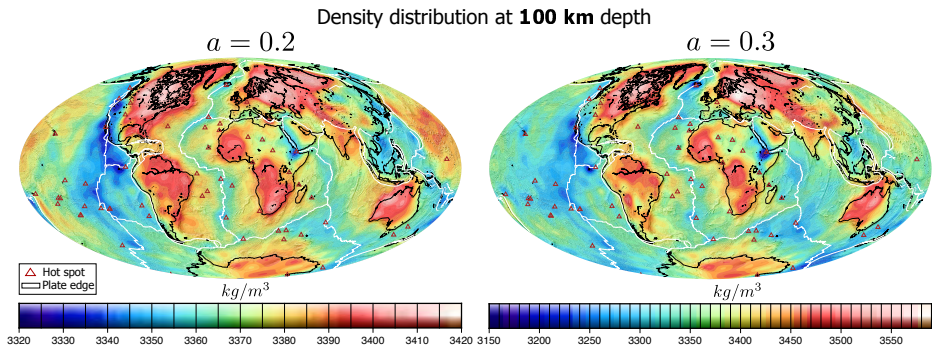 Density distribution at 100 km depth
a = 0.2
a = 0.3
Hot spot
Plate edge
kg/m³
kg/m³
3320 3330 3340 3350 3360 3370 3380 3390 3400 3410 3420
3150 3200 3250 3300 3350 3400 3450 3500 3550